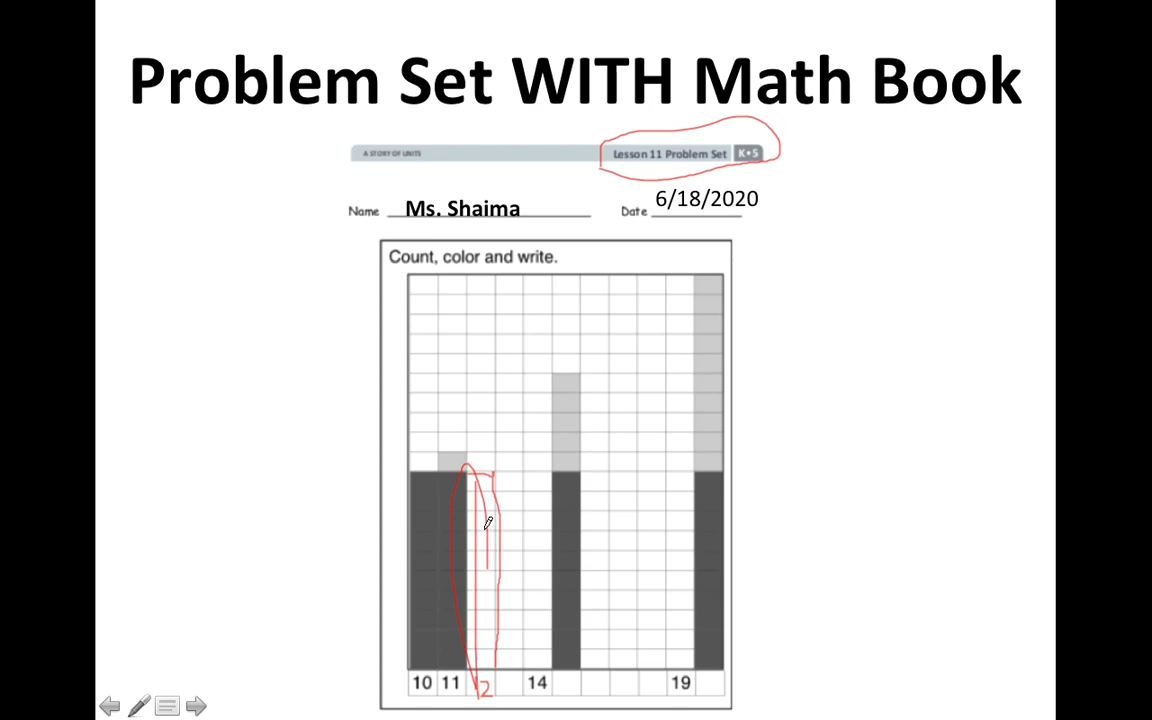 Problem Set WITH Math Book
A STORY OF UNITS Lesson 11 Problem Set K•5
Name Ms. Shaima Date 6/18/2020
Count, color and write.
10 11 12 14 19